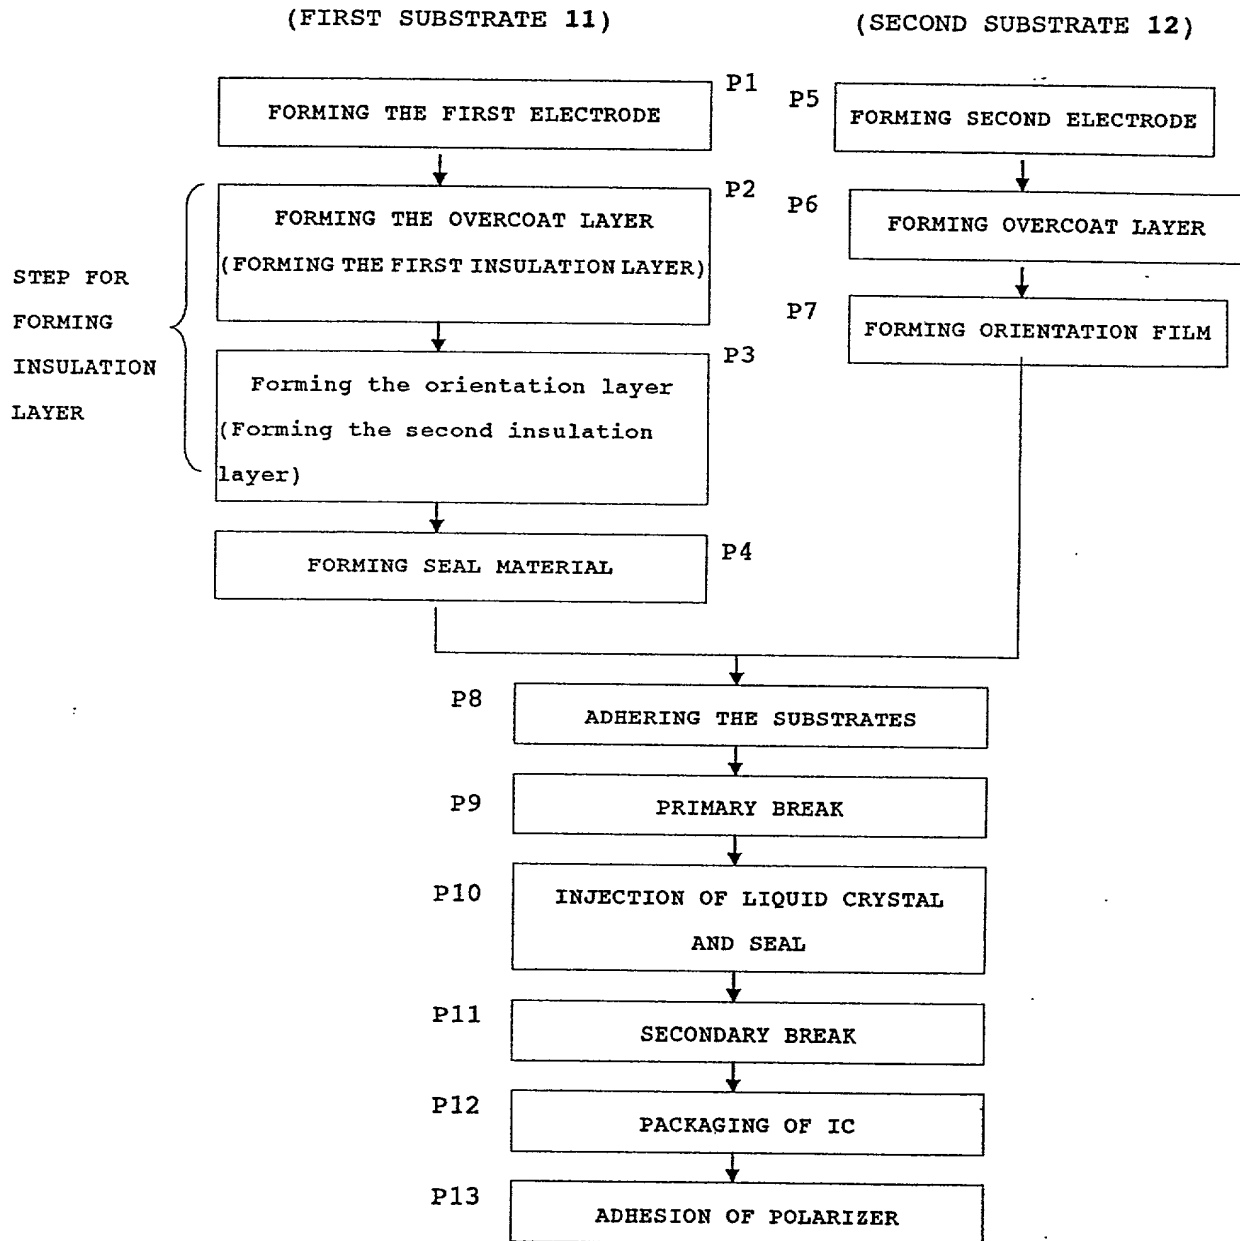 (FIRST SUBSTRATE 11)
(SECOND SUBSTRATE 12)
P1
FORMING THE FIRST ELECTRODE
P2
FORMING THE OVERCOAT LAYER
(FORMING THE FIRST INSULATION LAYER)
STEP FOR
FORMING
INSULATION
LAYER
P3
Forming the orientation layer
(Forming the second insulation
layer)
P4
FORMING SEAL MATERIAL
P5
FORMING SECOND ELECTRODE
P6
FORMING OVERCOAT LAYER
P7
FORMING ORIENTATION FILM
P8
ADHERING THE SUBSTRATES
P9
PRIMARY BREAK
P10
INJECTION OF LIQUID CRYSTAL
AND SEAL
P11
SECONDARY BREAK
P12
PACKAGING OF IC
P13
ADHESION OF POLARIZER